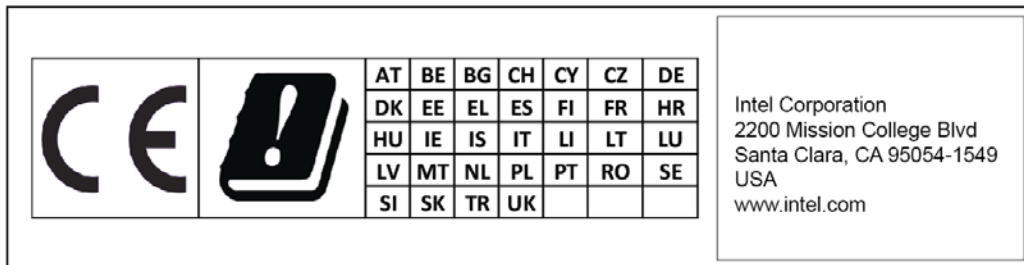 CE
!
AT BE BG CH CY CZ DE
DK EE EL ES FI FR HR
HU IE IS IT LI LT LU
LV MT NL PL PT RO SE
SI SK TR UK
Intel Corporation
2200 Mission College Blvd
Santa Clara, CA 95054-1549
USA
www.intel.com